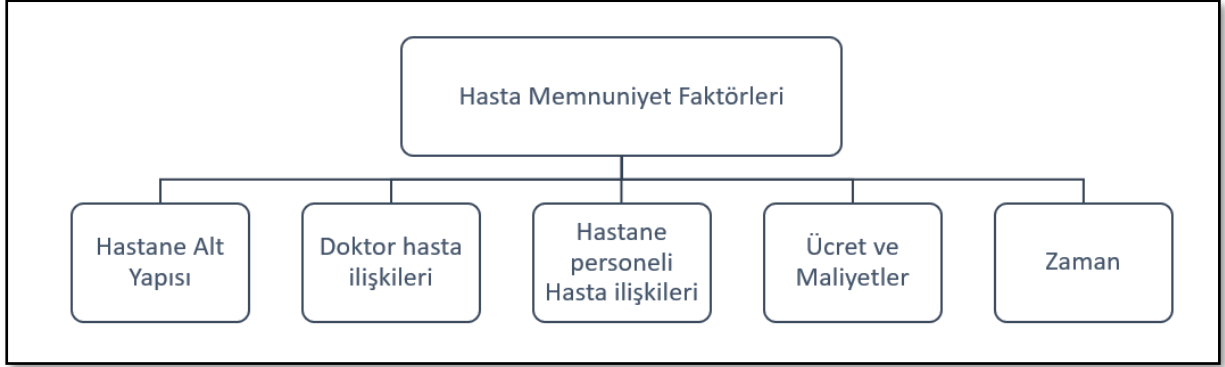 Hasta Memnuniyet Faktörleri
Hastane Alt
Yapısı
Doktor hasta
ilişkileri
Hastane
personeli
Hasta ilişkileri
Ücret ve
Maliyetler
Zaman